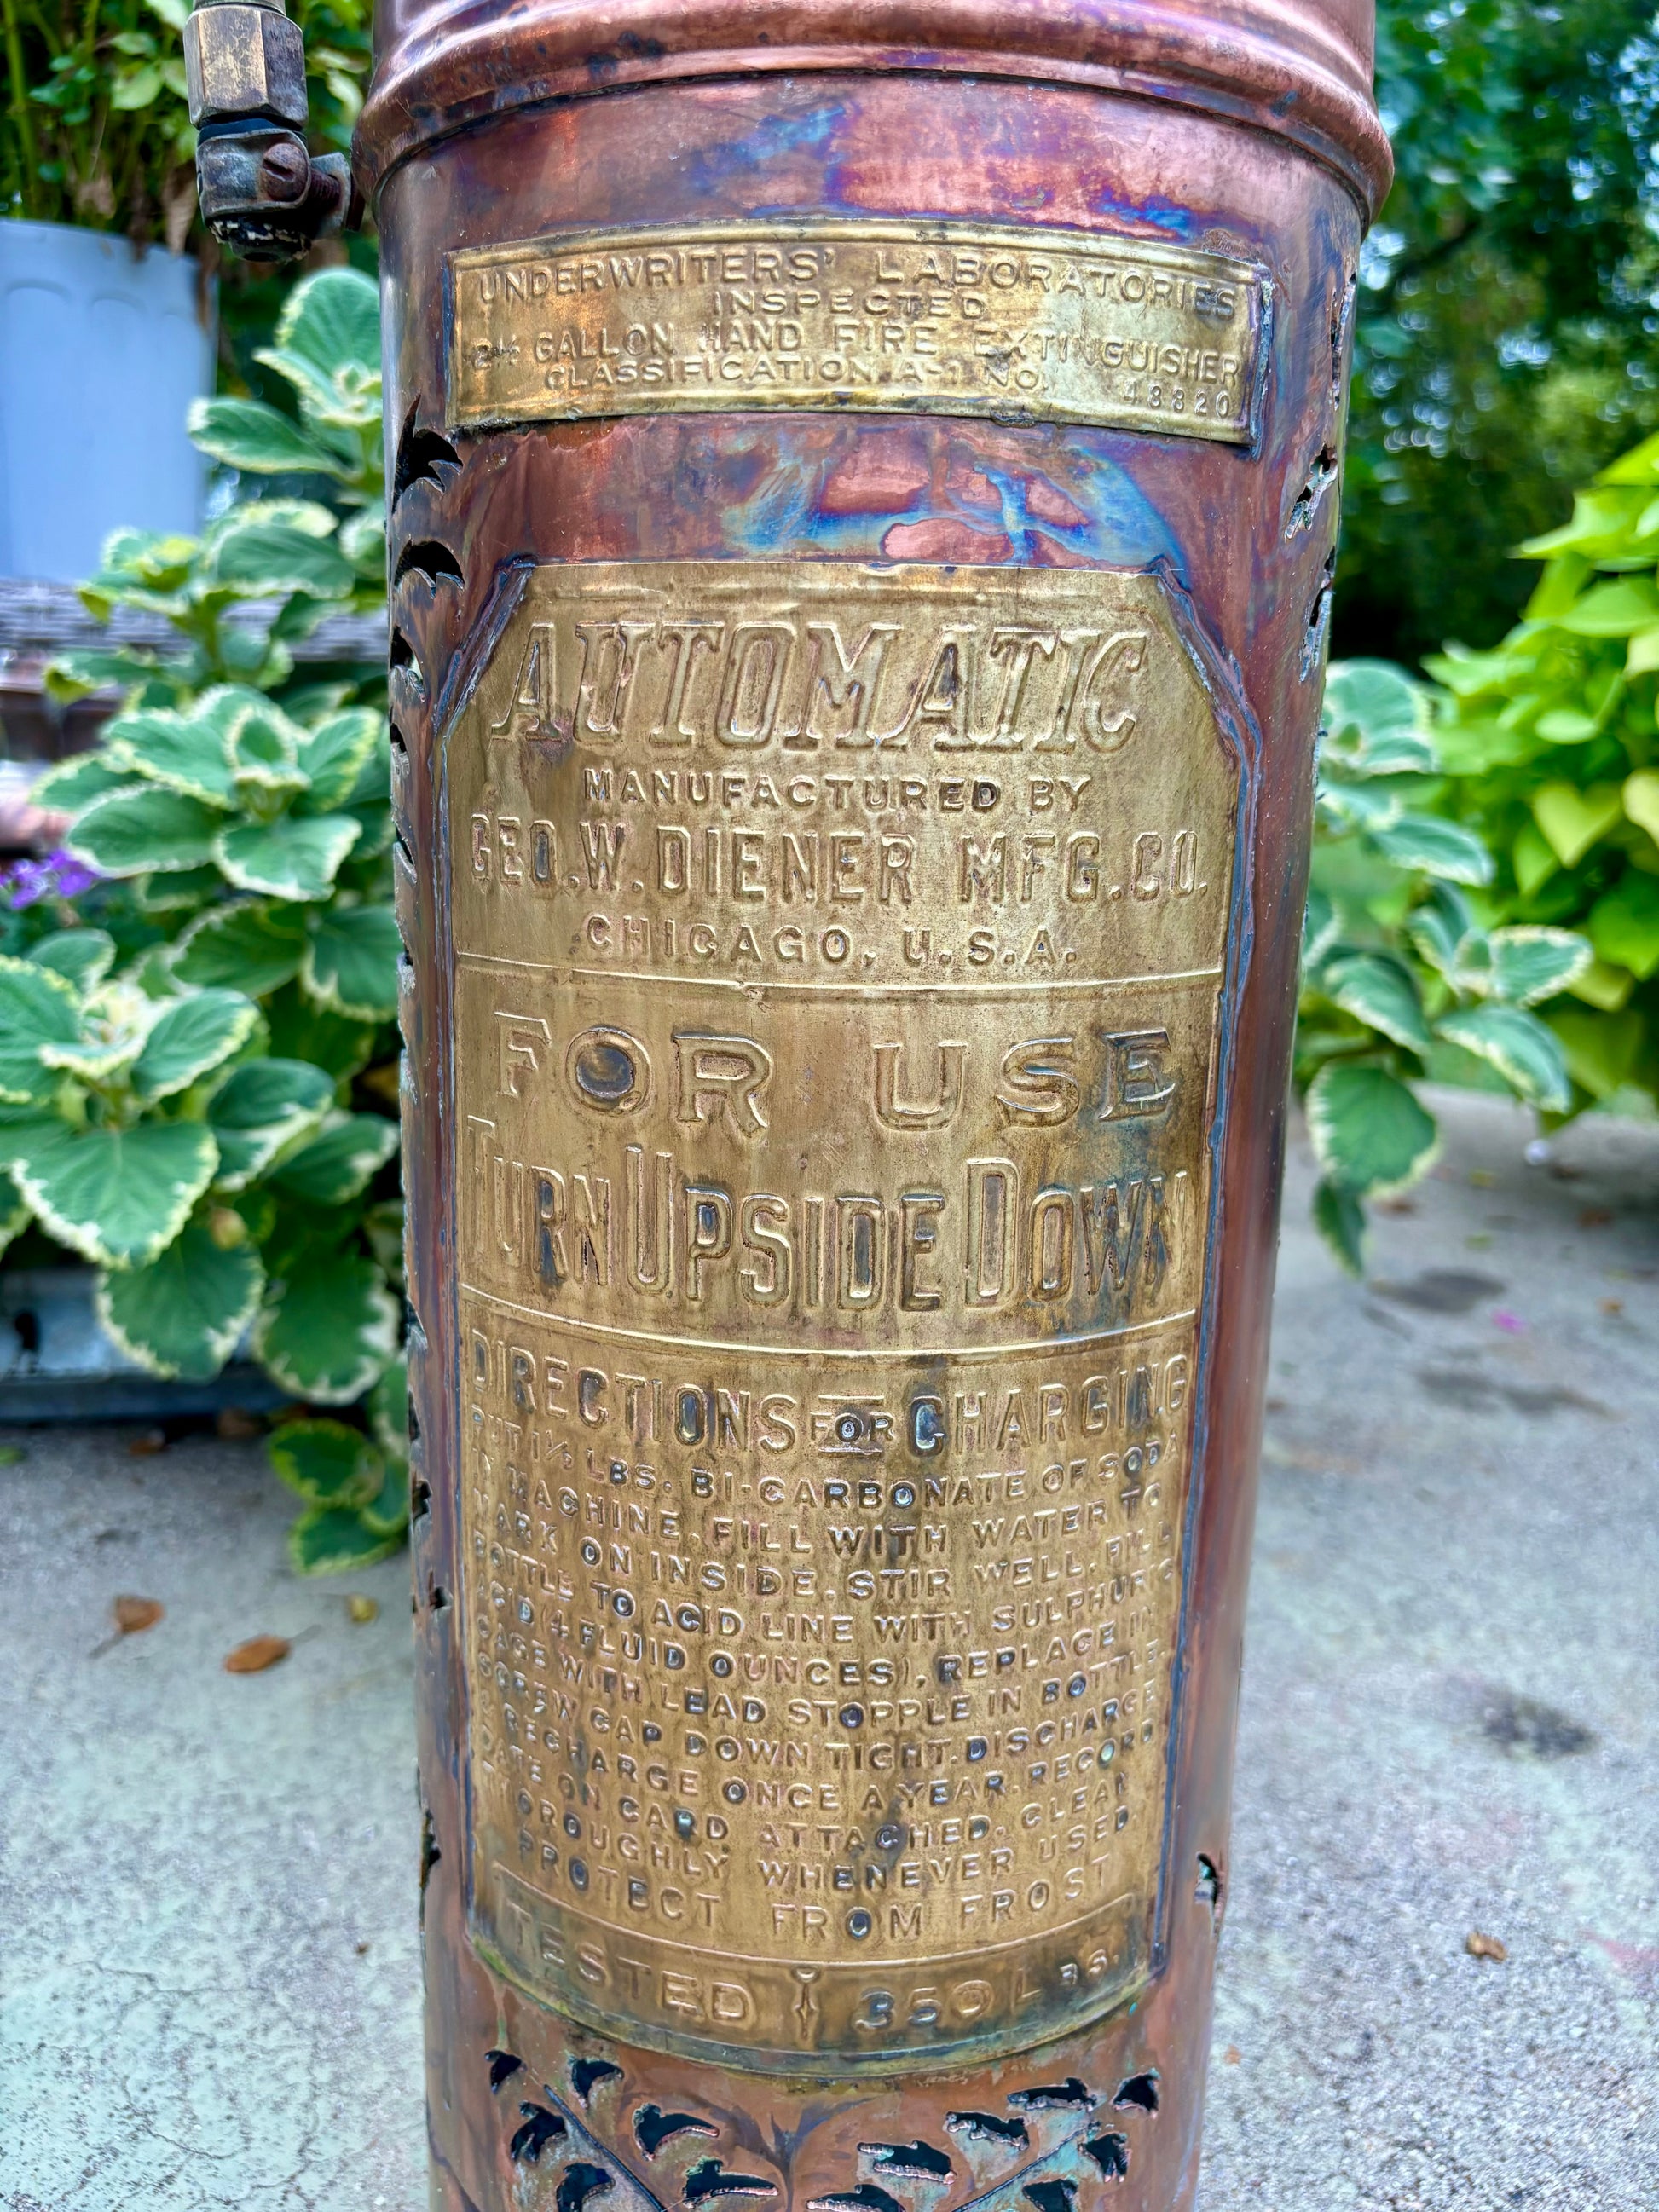 UNDERWRITERS' LABORATORIES
INSPECTED
2½ GALLON HAND FIRE EXTINGUISHER
CLASSIFICATION A-1 NO. 48820
AUTOMATIC
MANUFACTURED BY
GEO. W. DIENER MFG. CO.
CHICAGO, U.S.A.
FOR USE
TURN UPSIDE DOWN
DIRECTIONS FOR CHARGING
PUT 1½ LBS. BI-CARBONATE OF SODA
IN MACHINE. FILL WITH WATER TO
MARK ON INSIDE. STIR WELL. FILL
BOTTLE TO ACID LINE WITH SULPHURIC
ACID (4 FLUID OUNCES), REPLACE IN
CAGE WITH LEAD STOPPLE IN BOTTLE.
SCREW CAP DOWN TIGHT. DISCHARGE
& RECHARGE ONCE A YEAR. RECORD
DATE ON CARD ATTACHED. CLEAN
THOROUGHLY WHENEVER USED.
PROTECT FROM FROST
TESTED 350 LBS.